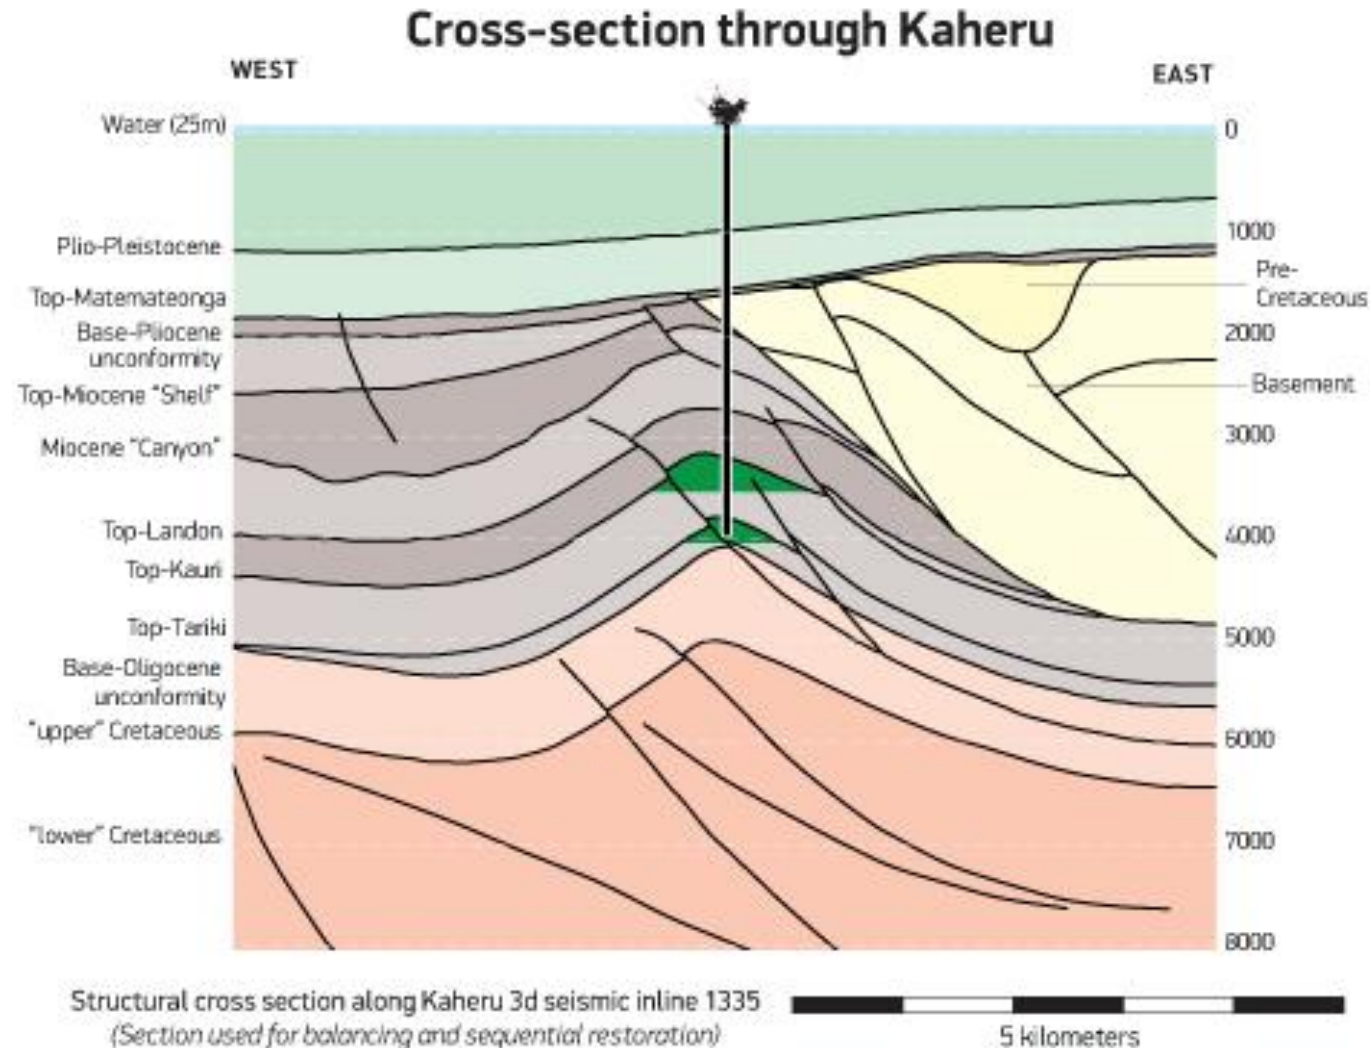 Cross-section through Kaheru
WEST
EAST
Water (25m)
0
Plio-Pleistocene
1000
Pre-
Cretaceous
Top-Matemateonga
Base-Pliocene
unconformity
2000
Top-Miocene "Shelf"
Basement
Miocene "Canyon"
3000
Top-Landon
4000
Top-Kauri
Top-Tariki
5000
Base-Oligocene
unconformity
"upper" Cretaceous
6000
"lower" Cretaceous
7000
8000
Structural cross section along Kaheru 3d seismic inline 1335
(Section used for balancing and sequential restoration)
5 kilometers